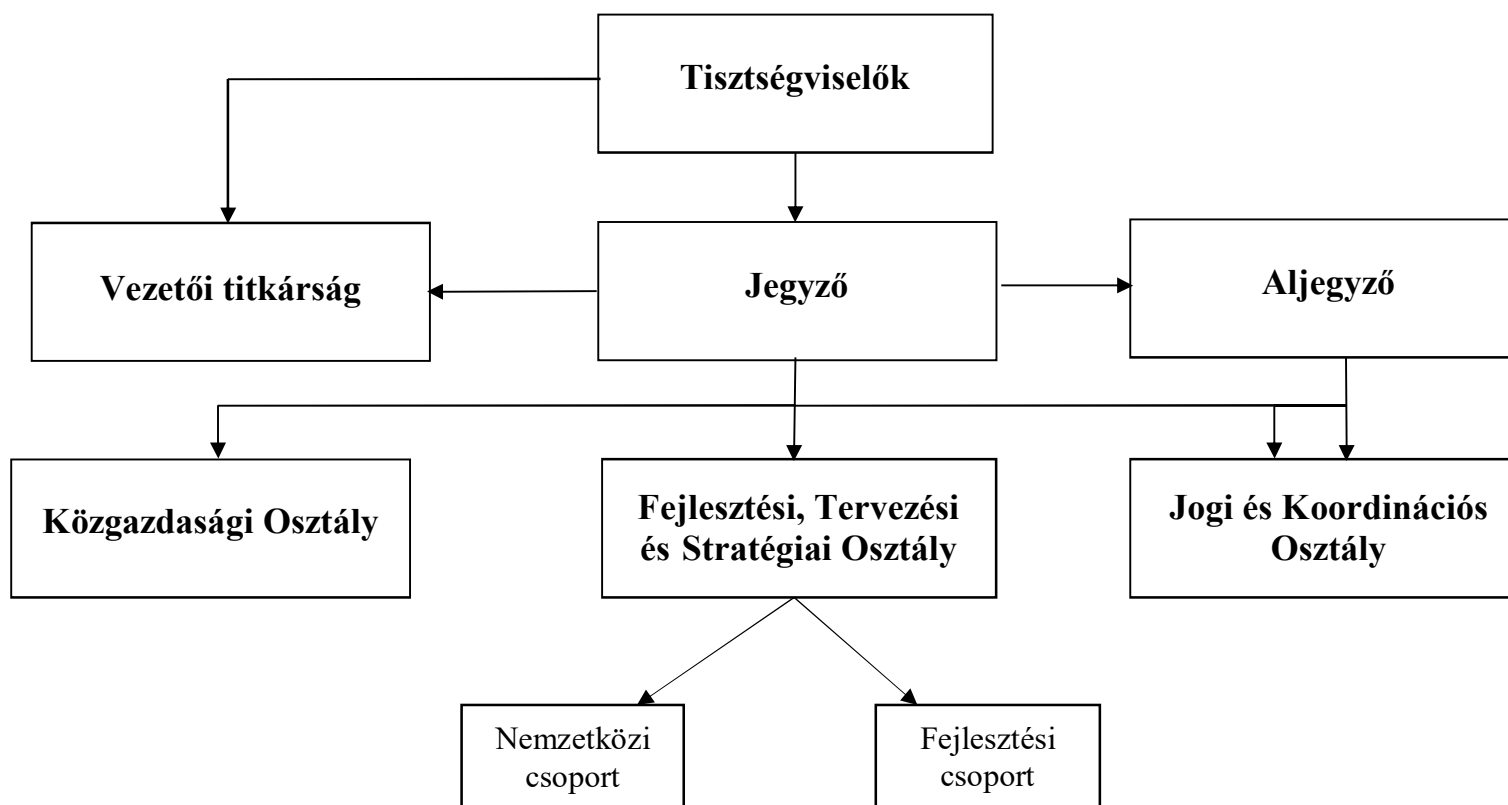 Tisztségviselők
Vezetői titkárság
Jegyző
Aljegyző
Közgazdasági Osztály
Fejlesztési, Tervezési
és Stratégiai Osztály
Jogi és Koordinációs
Osztály
Nemzetközi
csoport
Fejlesztési
csoport